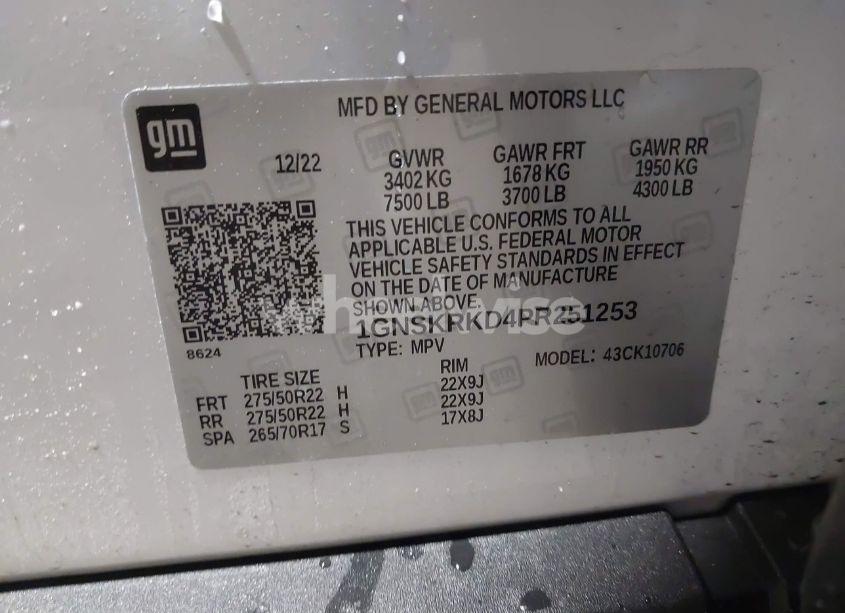 gm
MFD BY GENERAL MOTORS LLC
12/22
GVWR GAWR FRT GAWR RR
3402 KG 1678 KG 1950 KG
7500 LB 3700 LB 4300 LB
THIS VEHICLE CONFORMS TO ALL
APPLICABLE U.S. FEDERAL MOTOR
VEHICLE SAFETY STANDARDS IN EFFECT
ON THE DATE OF MANUFACTURE
SHOWN ABOVE.
1GNSKRKD4PR251253
8624
TYPE: MPV MODEL: 43CK10706
TIRE SIZE RIM
FRT 275/50R22 H 22X9J
RR 275/50R22 H 22X9J
SPA 265/70R17 S 17X8J